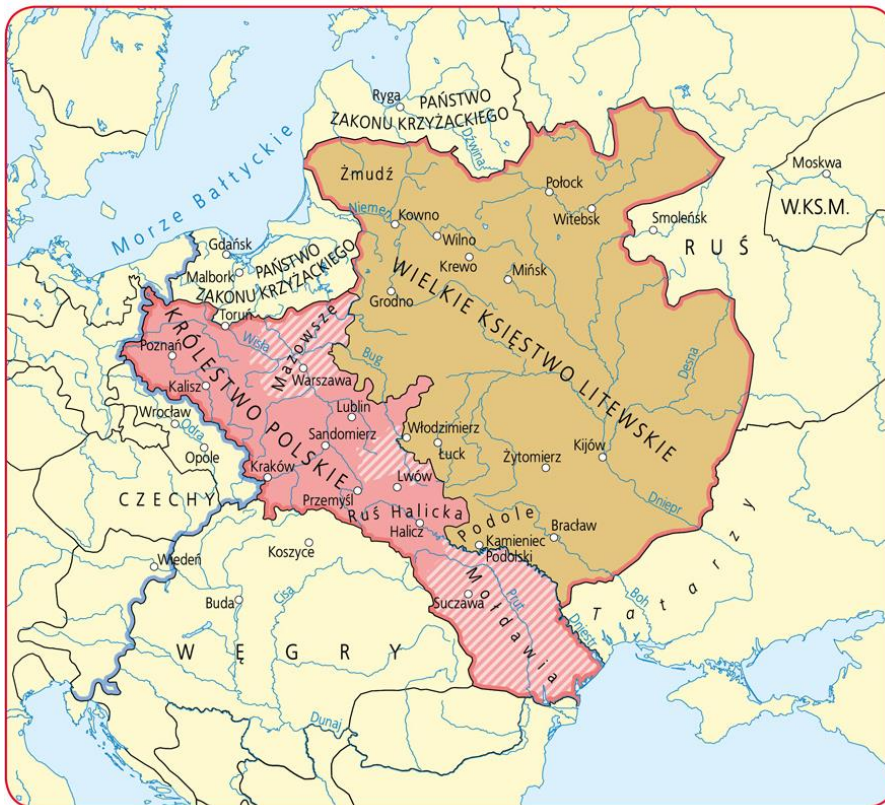 Ryga
PAŃSTWO
ZAKONU KRZYŻACKIEGO
Dźwina
Morze Bałtyckie
Żmudź
Połock
Moskwa
Niemen
Kowno
Witebsk
Smoleńsk
W.KS.M.
Wilno
RUŚ
Gdańsk
Krewo
Mińsk
Malbork
PAŃSTWO
ZAKONU KRZYŻACKIEGO
Grodno
WIELKIE KSIĘSTWO LITEWSKIE
Toruń
KRÓLESTWO POLSKIE
Wisła
Mazowsze
Poznań
Bug
Desna
Warszawa
Kalisz
Wrocław
Lublin
Odra
Sandomierz
Włodzimierz
Łuck
Kijów
Opole
Żytomierz
Kraków
Lwów
CZECHY
Przemyśl
Dniepr
Ruś Halicka
Halicz
Podole
Bracław
Kamieniec
Podolski
Koszyce
Wiedeń
Mołdawia
Suczawa
Prut
Boh
Tatarzy
Buda
Cisa
Dniestr
WĘGRY
Dunaj